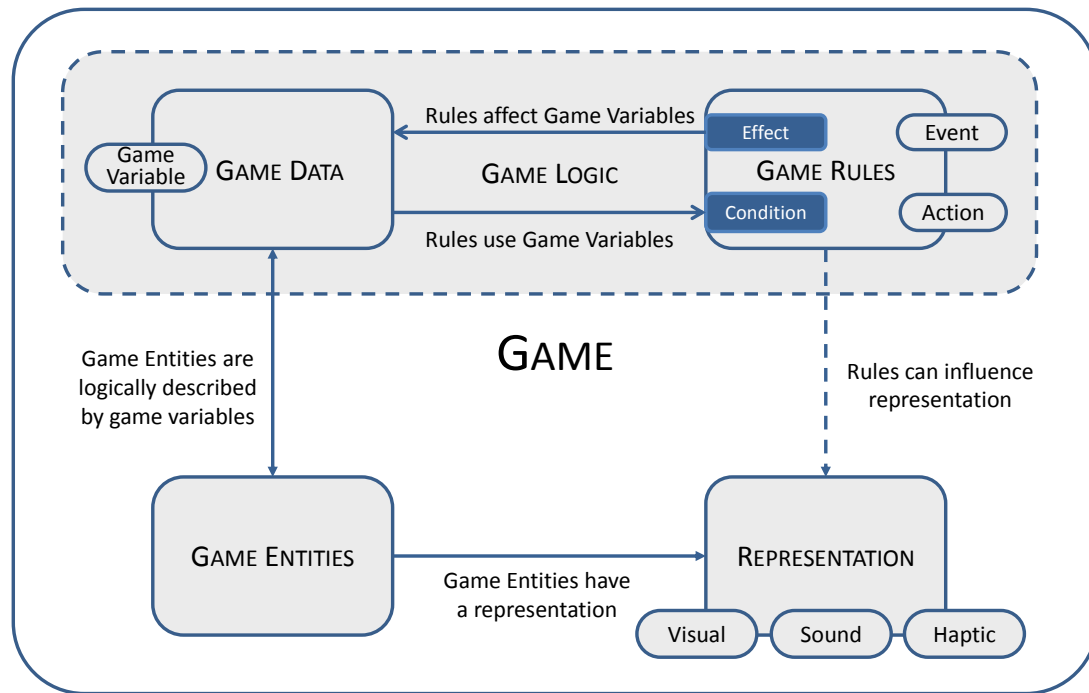 Rules affect Game Variables
Effect
Event
Game
Variable
GAME DATA
GAME LOGIC
GAME RULES
Condition
Action
Rules use Game Variables
GAME
Game Entities are
logically described
by game variables
Rules can influence
representation
GAME ENTITIES
REPRESENTATION
Game Entities have
a representation
Visual
Sound
Haptic